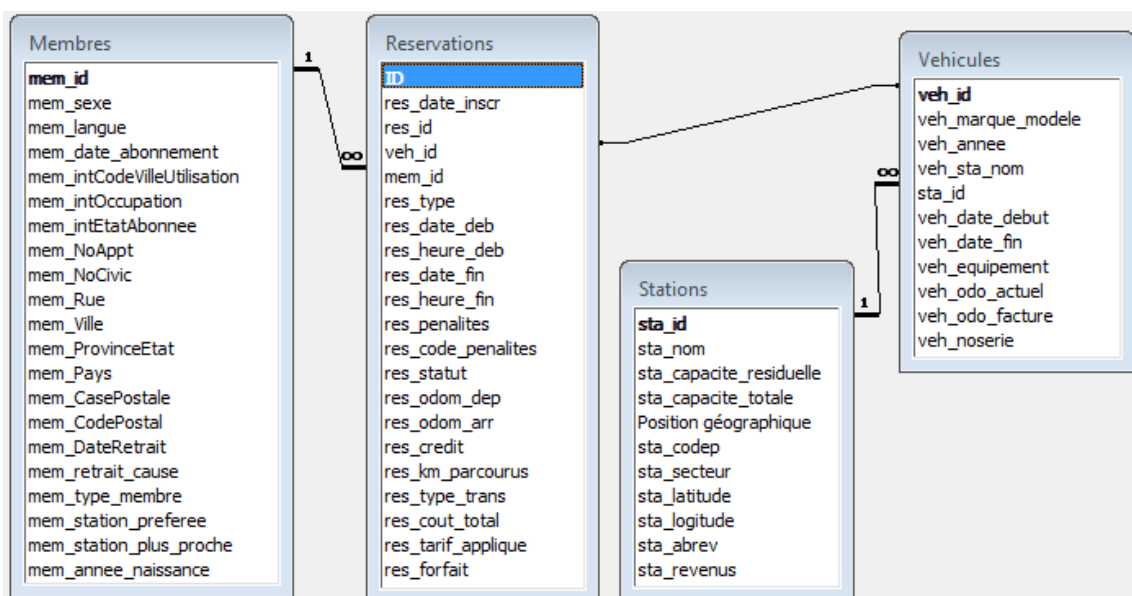 Membres
mem_id
mem_sexe
mem_langue
mem_date_abonnement
mem_intCodeVilleUtilisation
mem_intOccupation
mem_intEtatAbonnee
mem_NoAppt
mem_NoCivic
mem_Rue
mem_Ville
mem_ProvinceEtat
mem_Pays
mem_CasePostale
mem_CodePostal
mem_DateRetrait
mem_retrait_cause
mem_type_membre
mem_station_preferee
mem_station_plus_proche
mem_annee_naissance
1
∞
Reservations
ID
res_date_inscr
res_id
veh_id
mem_id
res_type
res_date_deb
res_heure_deb
res_date_fin
res_heure_fin
res_penalites
res_code_penalites
res_statut
res_odom_dep
res_odom_arr
res_credit
res_km_parcourus
res_type_trans
res_cout_total
res_tarif_applique
res_forfait
Stations
sta_id
sta_nom
sta_capacite_residuelle
sta_capacite_totale
Position géographique
sta_codep
sta_secteur
sta_latitude
sta_logitude
sta_abrev
sta_revenus
1
∞
Vehicules
veh_id
veh_marque_modele
veh_annee
veh_sta_nom
sta_id
veh_date_debut
veh_date_fin
veh_equipement
veh_odo_actuel
veh_odo_facture
veh_noserie